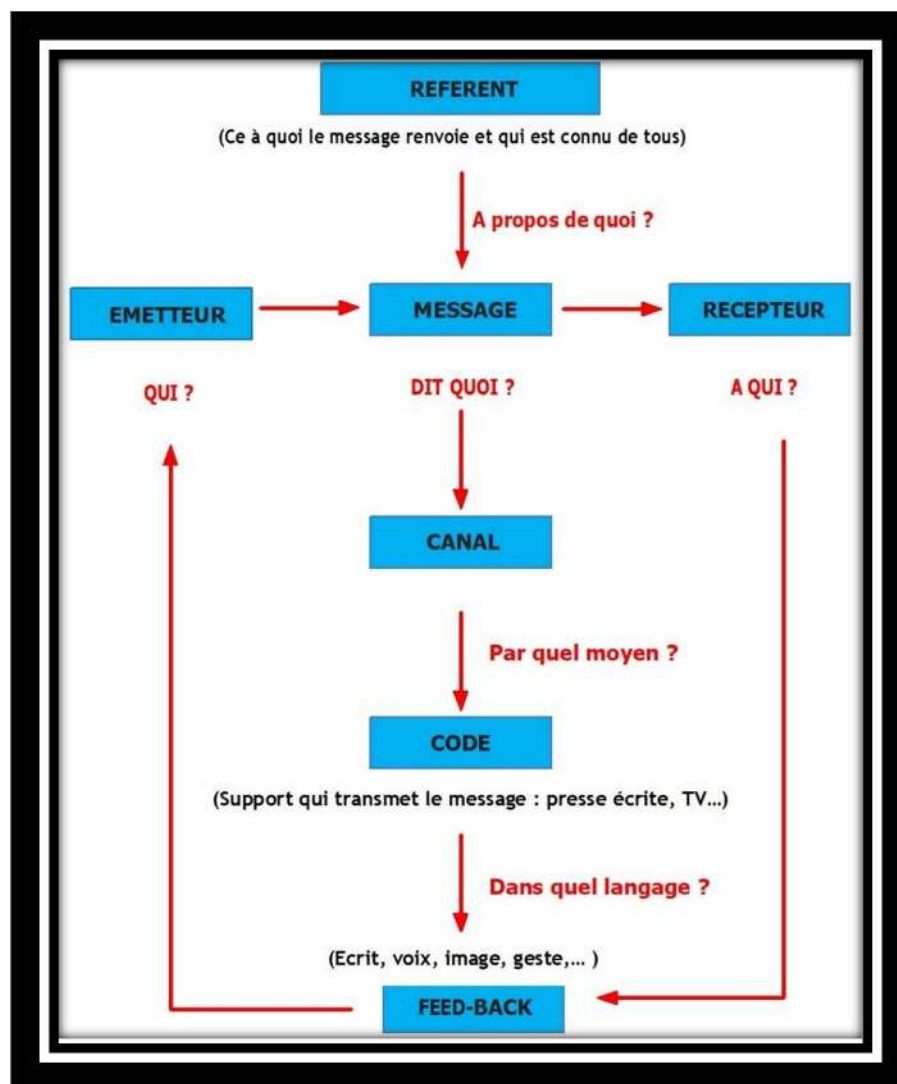 REFERENT
(Ce à quoi le message renvoie et qui est connu de tous)
A propos de quoi ?
EMETTEUR
MESSAGE
RECEPTEUR
QUI ?
DIT QUOI ?
A QUI ?
CANAL
Par quel moyen ?
CODE
(Support qui transmet le message : presse écrite, TV...)
Dans quel langage ?
(Ecrit, voix, image, geste,... )
FEED-BACK